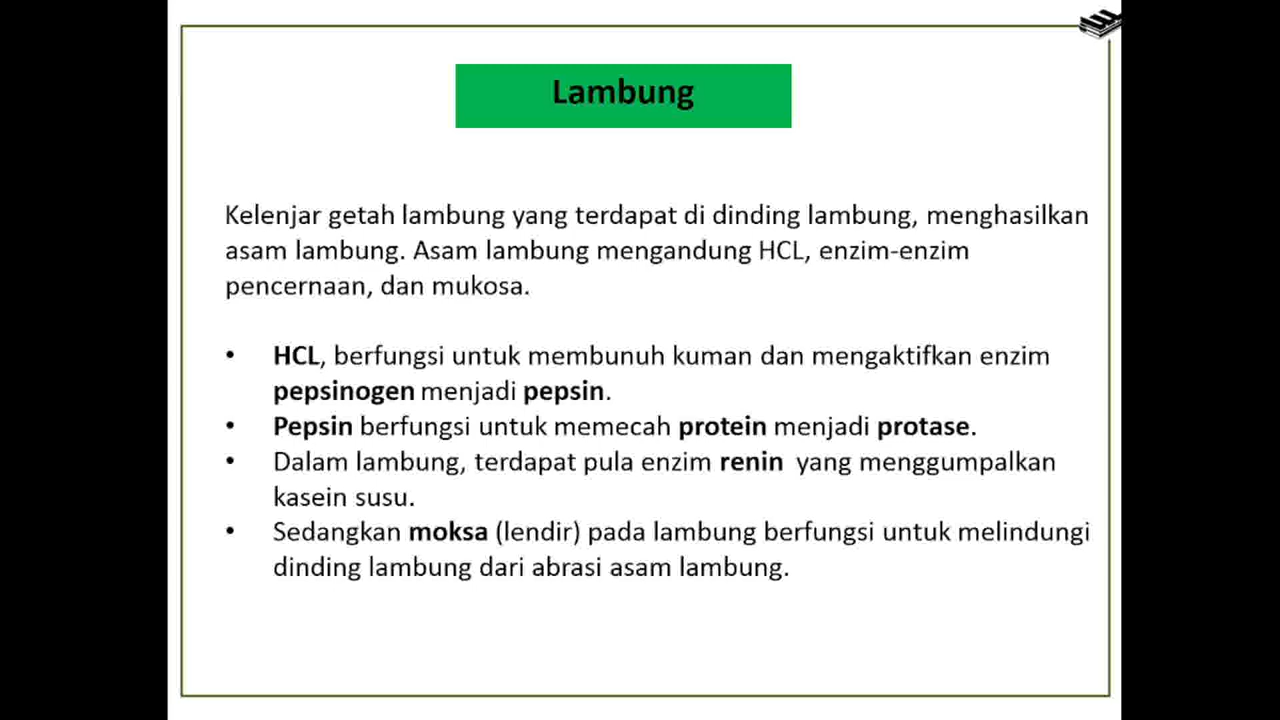 Lambung
Kelenjar getah lambung yang terdapat di dinding lambung, menghasilkan
asam lambung. Asam lambung mengandung HCL, enzim-enzim
pencernaan, dan mukosa.
• HCL, berfungsi untuk membunuh kuman dan mengaktifkan enzim
pepsinogen menjadi pepsin.
• Pepsin berfungsi untuk memecah protein menjadi protase.
• Dalam lambung, terdapat pula enzim renin yang menggumpalkan
kasein susu.
• Sedangkan moksa (lendir) pada lambung berfungsi untuk melindungi
dinding lambung dari abrasi asam lambung.